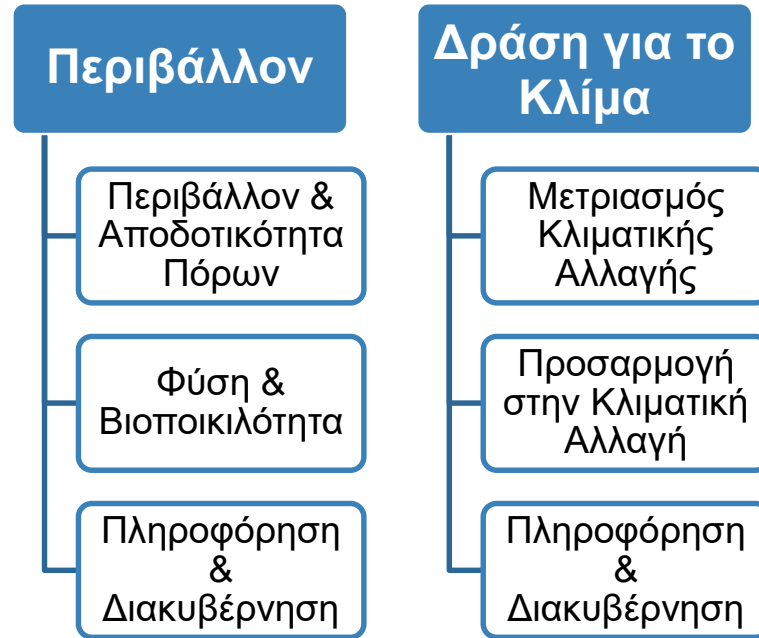 Περιβάλλον
Περιβάλλον &
Αποδοτικότητα
Πόρων
Φύση &
Βιοποικιλότητα
Πληροφόρηση
&
Διακυβέρνηση
Δράση για το
Κλίμα
Μετριασμός
Κλιματικής
Αλλαγής
Προσαρμογή
στην Κλιματική
Αλλαγή
Πληροφόρηση
&
Διακυβέρνηση